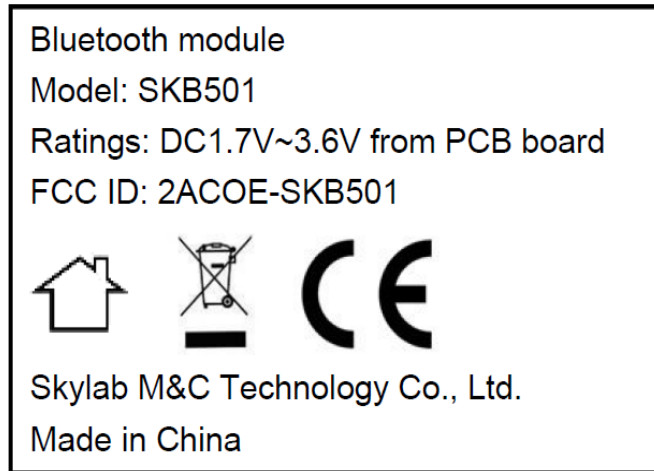 Bluetooth module
Model: SKB501
Ratings: DC1.7V~3.6V from PCB board
FCC ID: 2ACOE-SKB501
CE
Skylab M&C Technology Co., Ltd.
Made in China